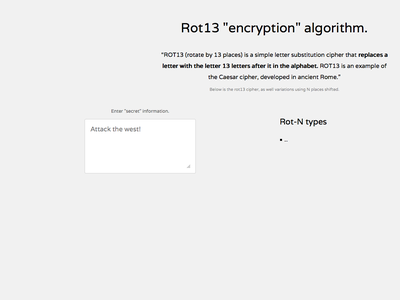 Rot13 "encryption" algorithm.
“ROT13 (rotate by 13 places) is a simple letter substitution cipher that replaces a
letter with the letter 13 letters after it in the alphabet. ROT13 is an example of
the Caesar cipher, developed in ancient Rome.”
Below is the rot13 cipher, as well variations using N places shifted.
Enter "secret" information.
Attack the west!
Rot-N types
• ...